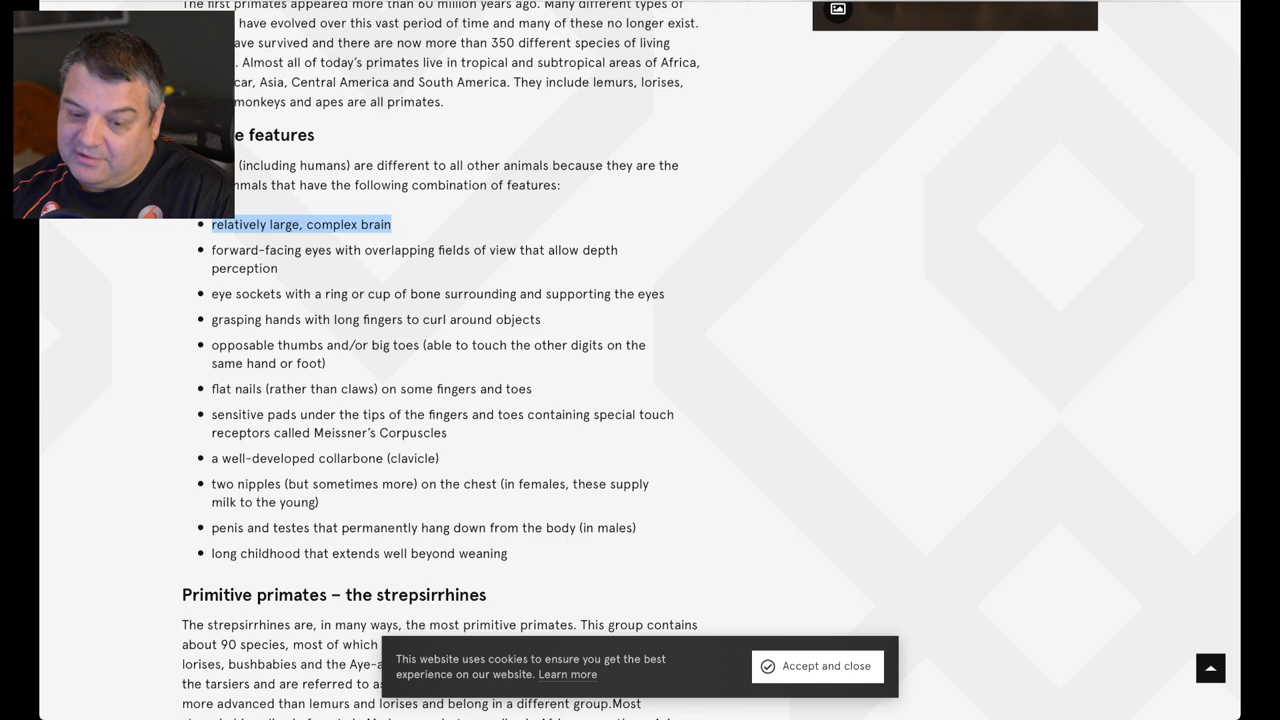 The first primates appeared more than 60 million years ago. Many different types of
have evolved over this vast period of time and many of these no longer exist.
ave survived and there are now more than 350 different species of living
. Almost all of today's primates live in tropical and subtropical areas of Africa,
car, Asia, Central America and South America. They include lemurs, lorises,
monkeys and apes are all primates.
e features
(including humans) are different to all other animals because they are the
mmals that have the following combination of features:
• relatively large, complex brain
• forward-facing eyes with overlapping fields of view that allow depth
perception
• eye sockets with a ring or cup of bone surrounding and supporting the eyes
• grasping hands with long fingers to curl around objects
• opposable thumbs and/or big toes (able to touch the other digits on the
same hand or foot)
• flat nails (rather than claws) on some fingers and toes
• sensitive pads under the tips of the fingers and toes containing special touch
receptors called Meissner's Corpuscles
• a well-developed collarbone (clavicle)
• two nipples (but sometimes more) on the chest (in females, these supply
milk to the young)
• penis and testes that permanently hang down from the body (in males)
• long childhood that extends well beyond weaning
Primitive primates – the strepsirrhines
The strepsirrhines are, in many ways, the most primitive primates. This group contains
about 90 species, most of which
lorises, bushbabies and the Aye-a
the tarsiers and are referred to as
more advanced than lemurs and lorises and belong in a different group.Most
This website uses cookies to ensure you get the best
experience on our website. Learn more
Accept and close